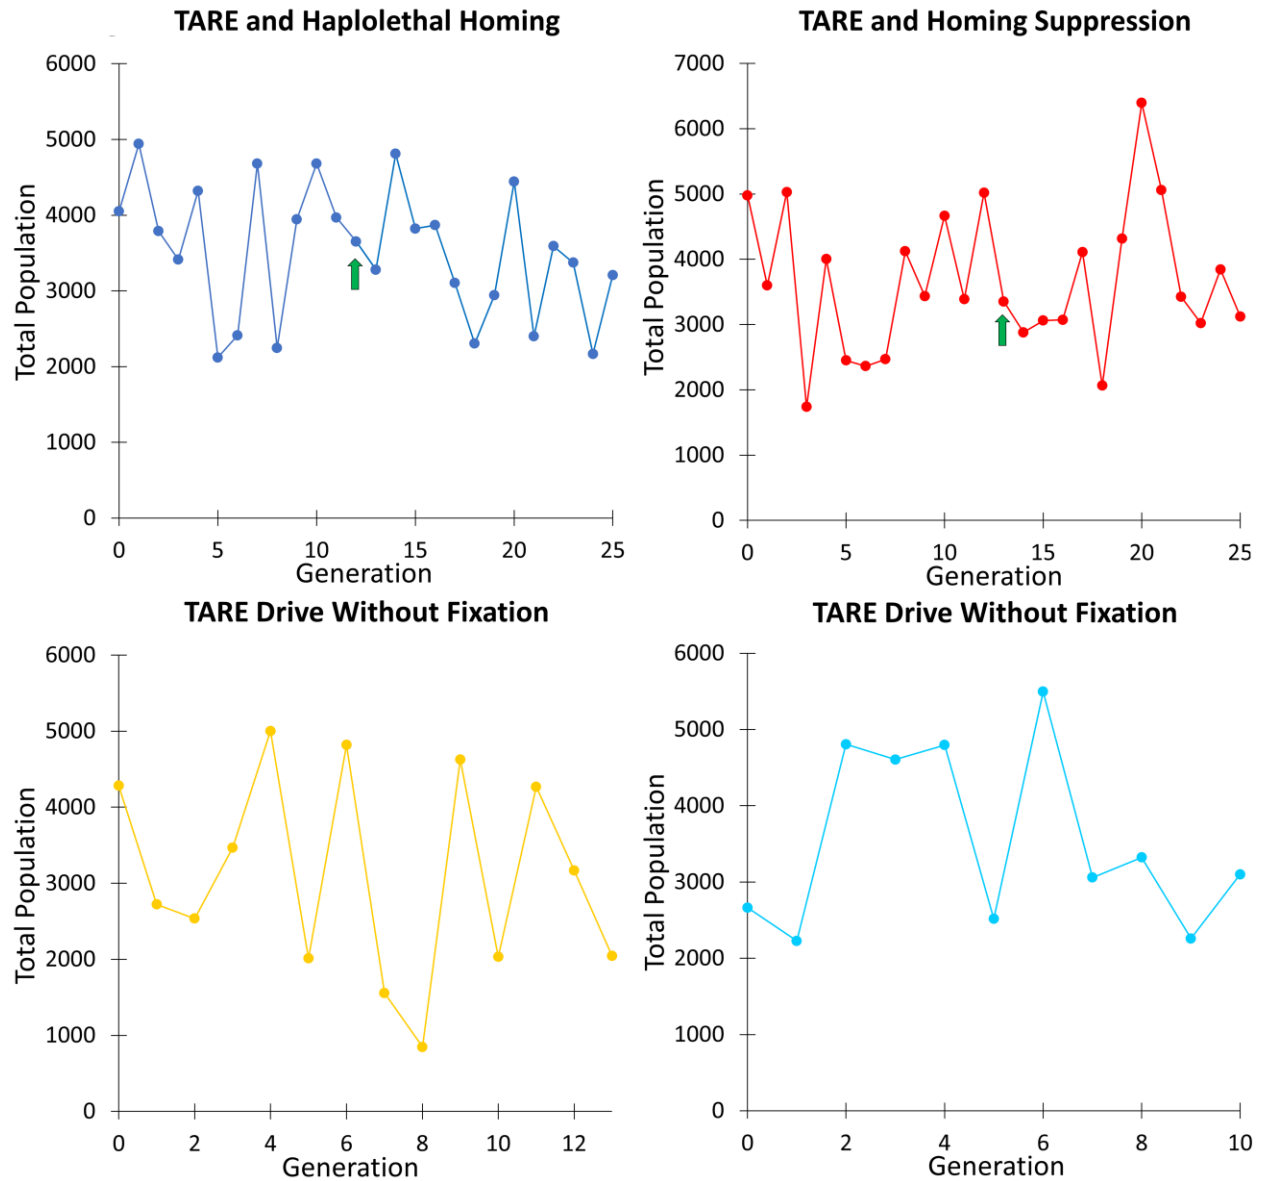 TARE and Haplolethal Homing
6000
5000
4000
3000
2000
1000
0
0 5 10 15 20 25
Total Population
Generation
TARE and Homing Suppression
7000
6000
5000
4000
3000
2000
1000
0
0 5 10 15 20 25
Total Population
Generation
TARE Drive Without Fixation
6000
5000
4000
3000
2000
1000
0
0 2 4 6 8 10 12
Total Population
Generation
TARE Drive Without Fixation
6000
5000
4000
3000
2000
1000
0
0 2 4 6 8 10
Total Population
Generation